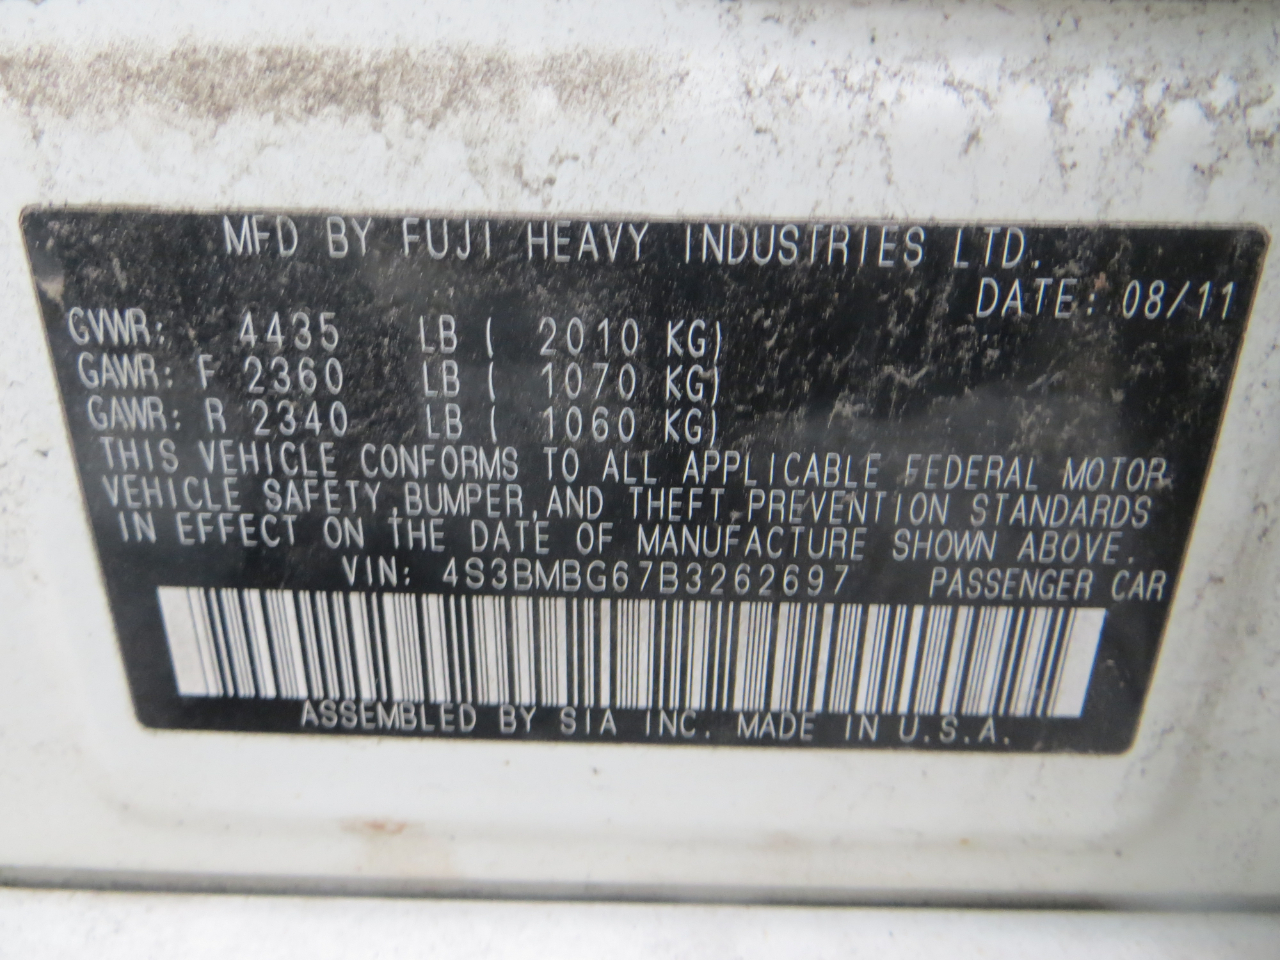 MFD BY FUJI HEAVY INDUSTRIES LTD.
DATE: 08/11
GVWR: 4435 LB ( 2010 KG)
GAWR: F 2360 LB ( 1070 KG)
GAWR: R 2340 LB ( 1060 KG)
THIS VEHICLE CONFORMS TO ALL APPLICABLE FEDERAL MOTOR
VEHICLE SAFETY,BUMPER,AND THEFT PREVENTION STANDARDS
IN EFFECT ON THE DATE OF MANUFACTURE SHOWN ABOVE.
VIN: 4S3BMBG67B3262697 PASSENGER CAR
ASSEMBLED BY SIA INC. MADE IN U.S.A.